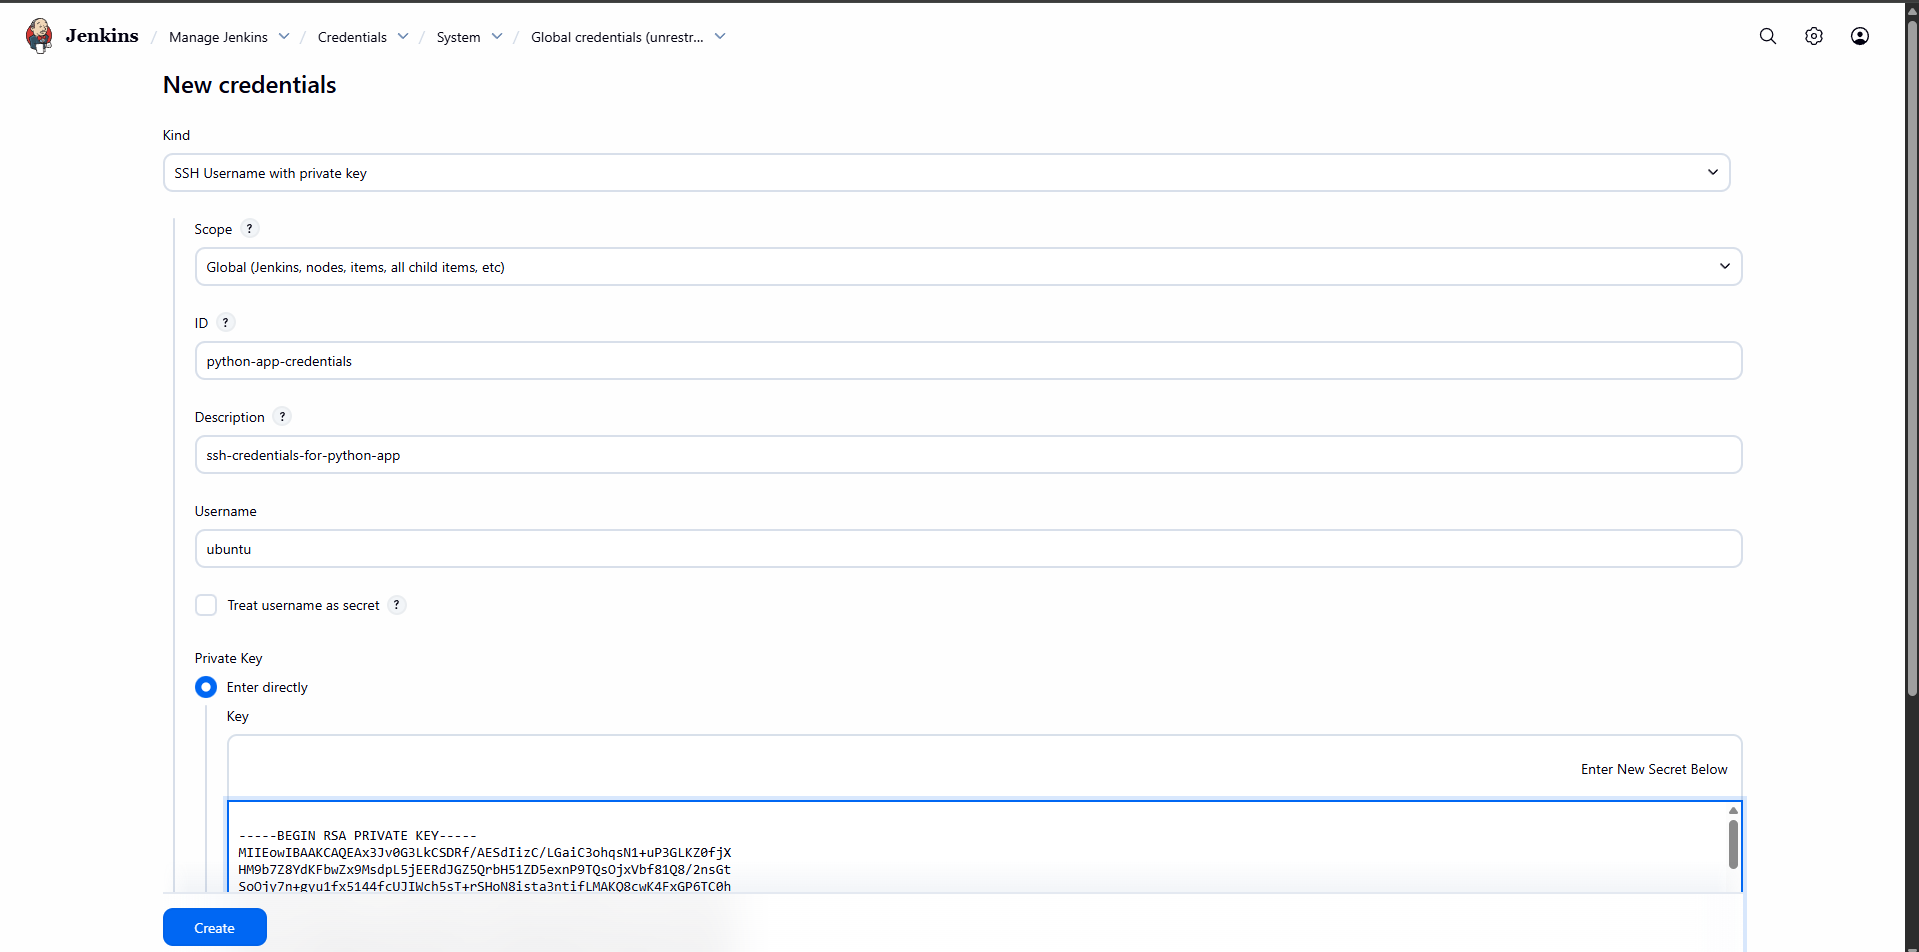 Jenkins / Manage Jenkins / Credentials / System / Global credentials (unrestr...
New credentials
Kind
SSH Username with private key
Scope ?
Global (Jenkins, nodes, items, all child items, etc)
ID ?
python-app-credentials
Description ?
ssh-credentials-for-python-app
Username
ubuntu
Treat username as secret ?
Private Key
Enter directly
Key
Enter New Secret Below
-----BEGIN RSA PRIVATE KEY-----
MIIEowIBAAKCAQEAx3Jv0G3LkCSDRf/AESdIizC/LGaiC3ohqsN1+uP3GLKZ0fjX
HM9b7Z8YdKFbwZx9MsdpL5jEERdJGZ5QrbH51ZD5exnP9TQsOjxVbf81Q8/2nsGt
SoOjy7n+gyu1fx5144fcUJIWch5sT+rSHoN8ista3ntifLMAKQ8cwK4FxGP6TC0h
Create